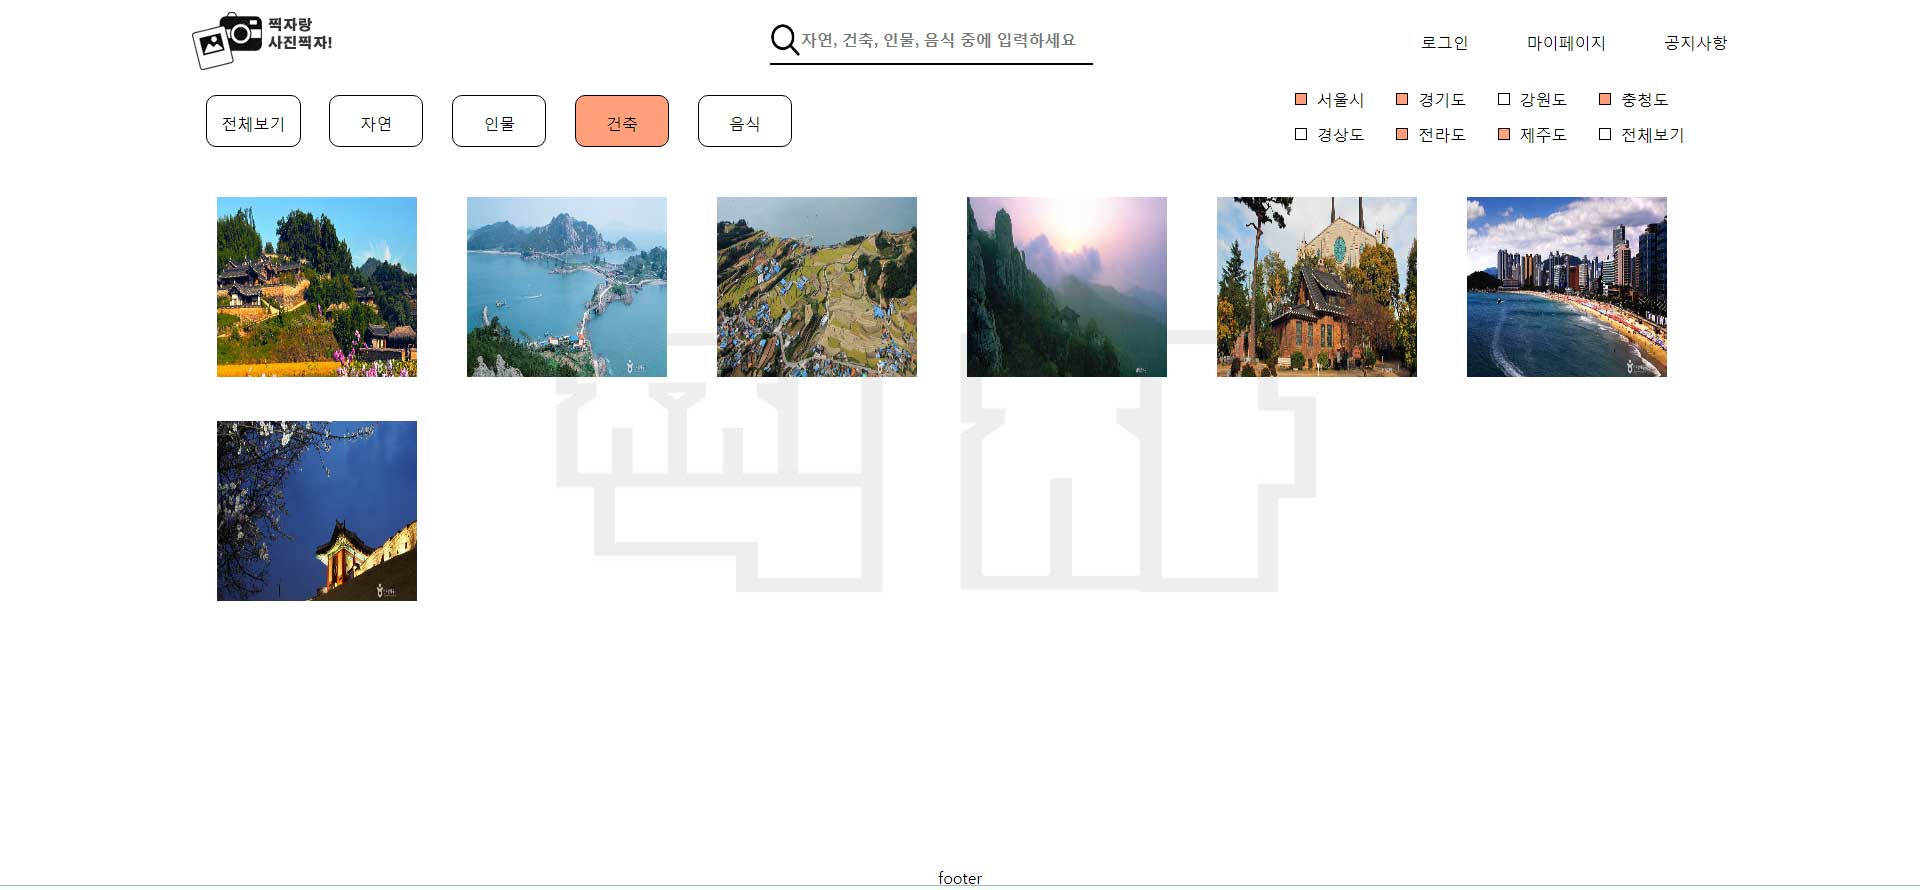 찍자랑
사진찍자!
자연, 건축, 인물, 음식 중에 입력하세요
로그인 마이페이지 공지사항
전체보기 자연 인물 건축 음식
서울시 경기도 강원도 충청도
경상도 전라도 제주도 전체보기
찍자
footer